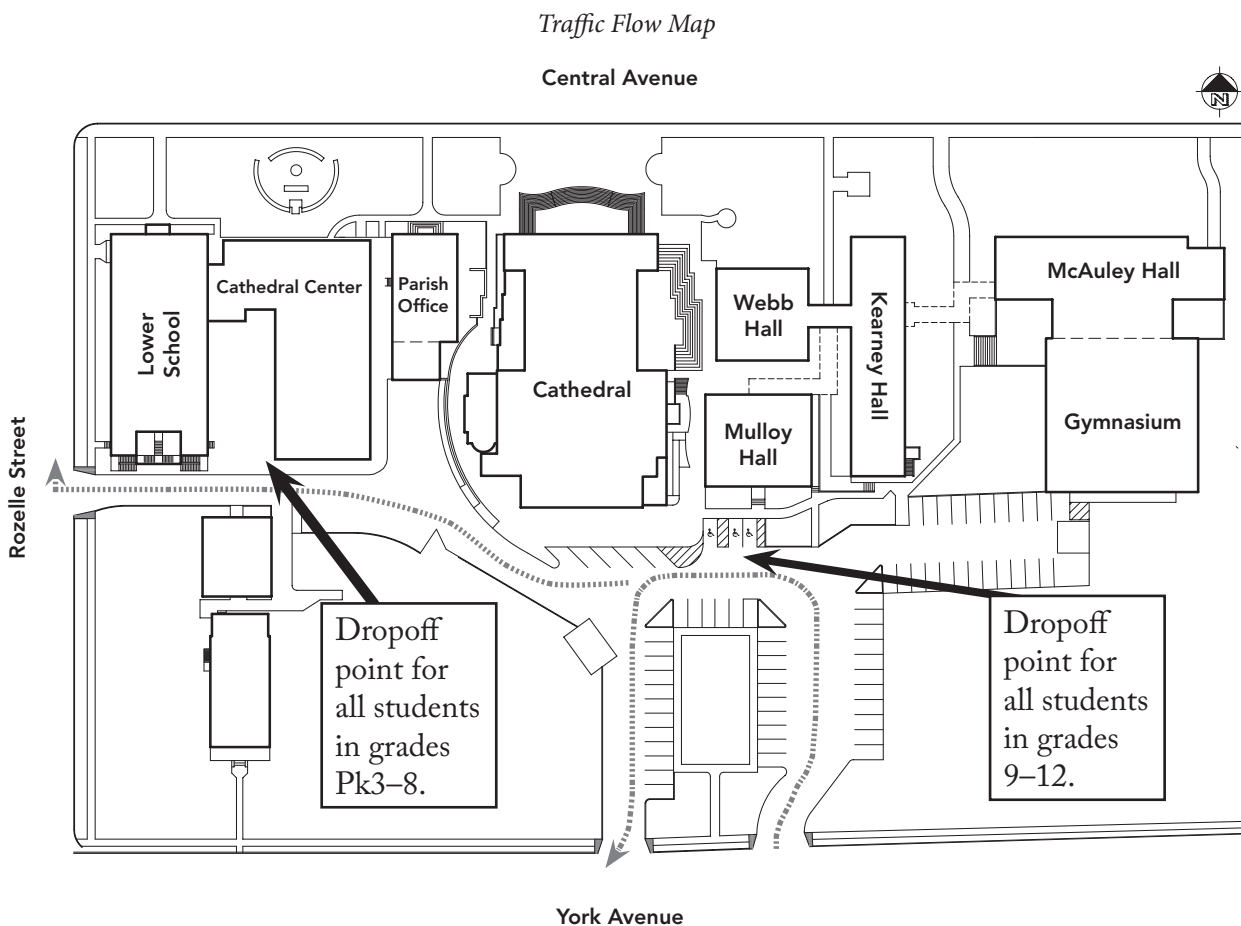 Traffic Flow Map
Central Avenue
N
McAuley Hall
Cathedral Center
Parish
Office
Webb
Hall
Kearney Hall
Lower
School
Cathedral
Gymnasium
Mulloy
Hall
Rozelle Street
Dropoff
point for
all students
in grades
Pk3–8.
Dropoff
point for
all students
in grades
9–12.
York Avenue